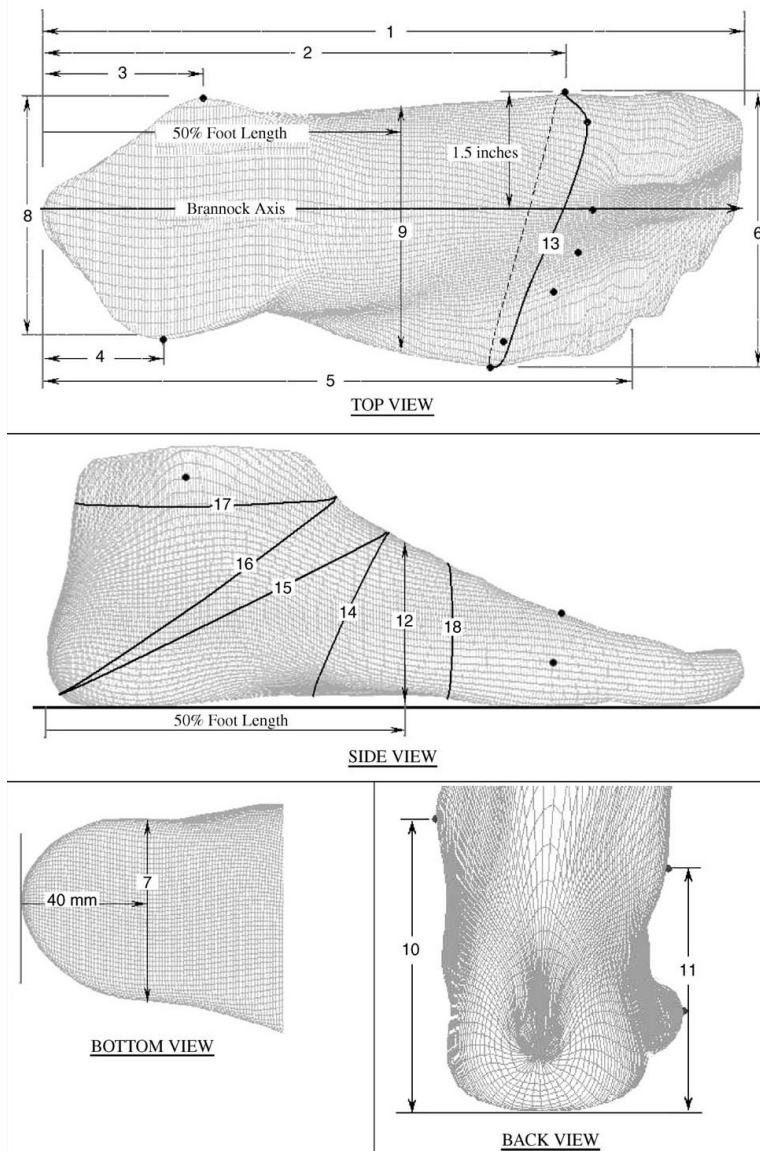 1
2
3
50% Foot Length
1.5 inches
8
Brannock Axis
9
13
6
4
5
TOP VIEW
17
16
15
14
12
18
50% Foot Length
SIDE VIEW
7
40 mm
BOTTOM VIEW
10
11
BACK VIEW